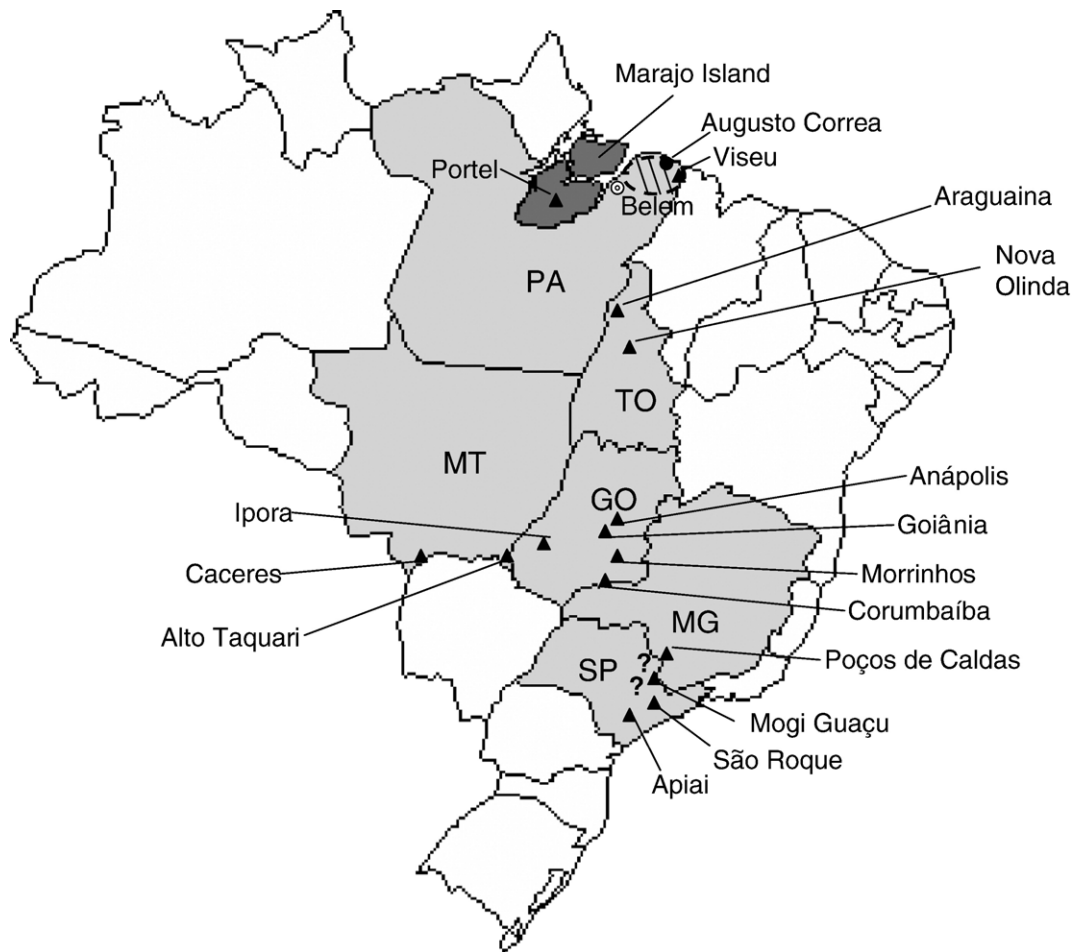 Marajo Island
Augusto Correa
Viseu
Portel
Belem
Araguaina
Nova
Olinda
PA
TO
MT
GO
Anápolis
Ipora
Goiânia
Caceres
Morrinhos
Corumbaíba
Alto Taquari
MG
Poços de Caldas
SP
?
?
Mogi Guaçu
São Roque
Apiai